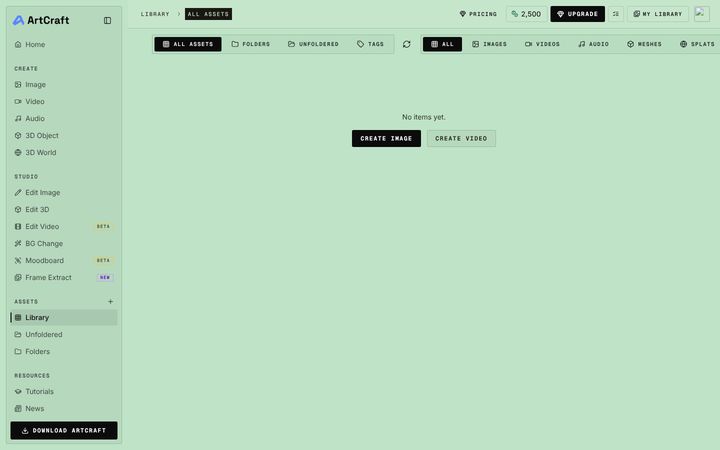 ArtCraft
Home
CREATE
Image
Video
Audio
3D Object
3D World
STUDIO
Edit Image
Edit 3D
Edit Video BETA
BG Change
Moodboard BETA
Frame Extract NEW
ASSETS +
Library
Unfoldered
Folders
RESOURCES
Tutorials
News
DOWNLOAD ARTCRAFT
LIBRARY > ALL ASSETS
PRICING 2,500 UPGRADE MY LIBRARY
ALL ASSETS FOLDERS UNFOLDERED TAGS ALL IMAGES VIDEOS AUDIO MESHES SPLATS
No items yet.
CREATE IMAGE CREATE VIDEO